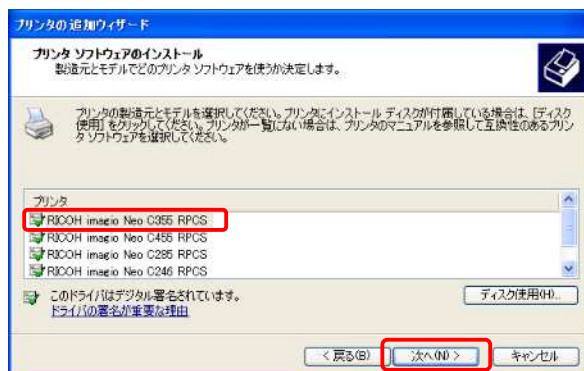 プリンタの追加ウィザード
プリンタ ソフトウェアのインストール
製造元とモデルでどのプリンタ ソフトウェアを使うか決定します。
プリンタの製造元とモデルを選択してください。プリンタにインストール ディスクが付属している場合は、[ディスク
使用] をクリックしてください。プリンタが一覧にない場合は、プリンタのマニュアルを参照して互換性のあるプリン
タ ソフトウェアを選択してください。
プリンタ
RICOH imagio Neo C355 RPCS
RICOH imagio Neo C455 RPCS
RICOH imagio Neo C285 RPCS
RICOH imagio Neo C246 RPCS
このドライバはデジタル署名されています。
ディスク使用(H)...
ドライバの署名が重要な理由
< 戻る(B)
次へ(N) >
キャンセル